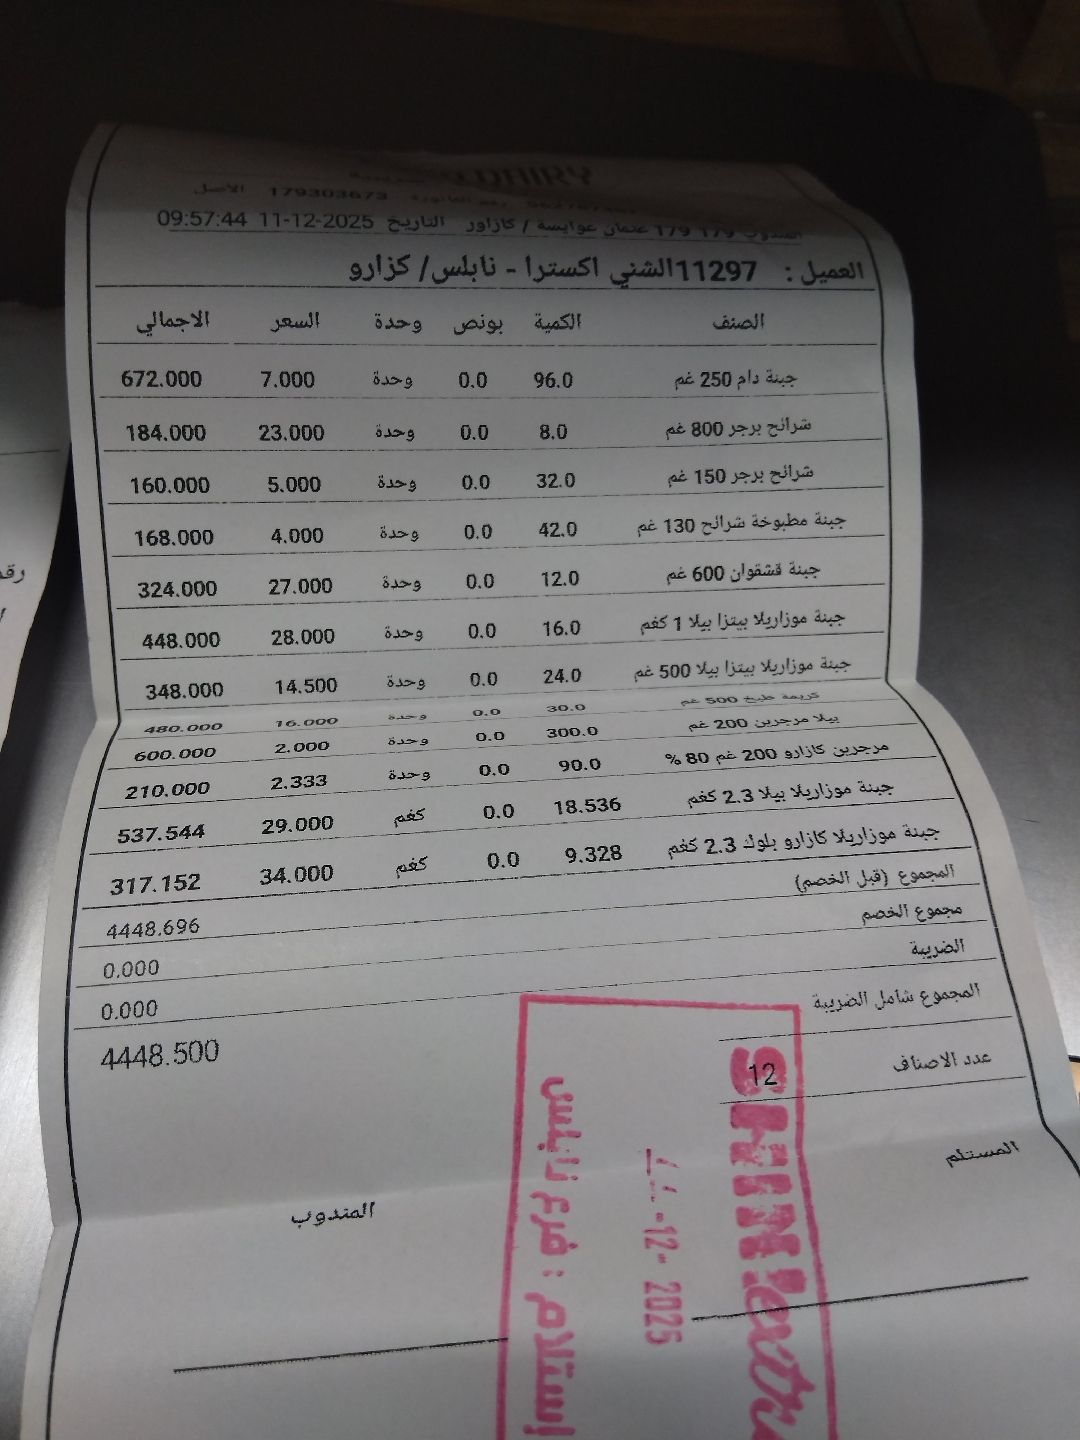 DAIRY
179303673 الاصل
179 179 عثمان عوايسة / كازاور التاريخ 11-12-2025 09:57:44
العميل : 11297الشني اكسترا - نابلس/ كزارو
الصنف الكمية بونص وحدة السعر الاجمالي
جبنة دام 250 غم 96.0 0.0 وحدة 7.000 672.000
شرائح برجر 800 غم 8.0 0.0 وحدة 23.000 184.000
شرائح برجر 150 غم 32.0 0.0 وحدة 5.000 160.000
جبنة مطبوخة شرائح 130 غم 42.0 0.0 وحدة 4.000 168.000
جبنة قشقوان 600 غم 12.0 0.0 وحدة 27.000 324.000
جبنة موزاريلا بيتزا بيلا 1 كغم 16.0 0.0 وحدة 28.000 448.000
جبنة موزاريلا بيتزا بيلا 500 غم 24.0 0.0 وحدة 14.500 348.000
كريمة طبخ 500 غم 30.0 0.0 وحدة 16.000 480.000
بيلا مرجرين 200 غم 300.0 0.0 وحدة 2.000 600.000
مرجرين كازارو 200 غم 80 % 90.0 0.0 وحدة 2.333 210.000
جبنة موزاريلا بيلا 2.3 كغم 18.536 0.0 كغم 29.000 537.544
جبنة موزاريلا كازارو بلوك 2.3 كغم 9.328 0.0 كغم 34.000 317.152
المجموع (قبل الخصم) 4448.696
مجموع الخصم 0.000
الضريبة 0.000
المجموع شامل الضريبة 4448.500
عدد الاصناف 12
المستلم
المندوب
SHINI extra
11-12-2025
إستلام : فرع نابلس